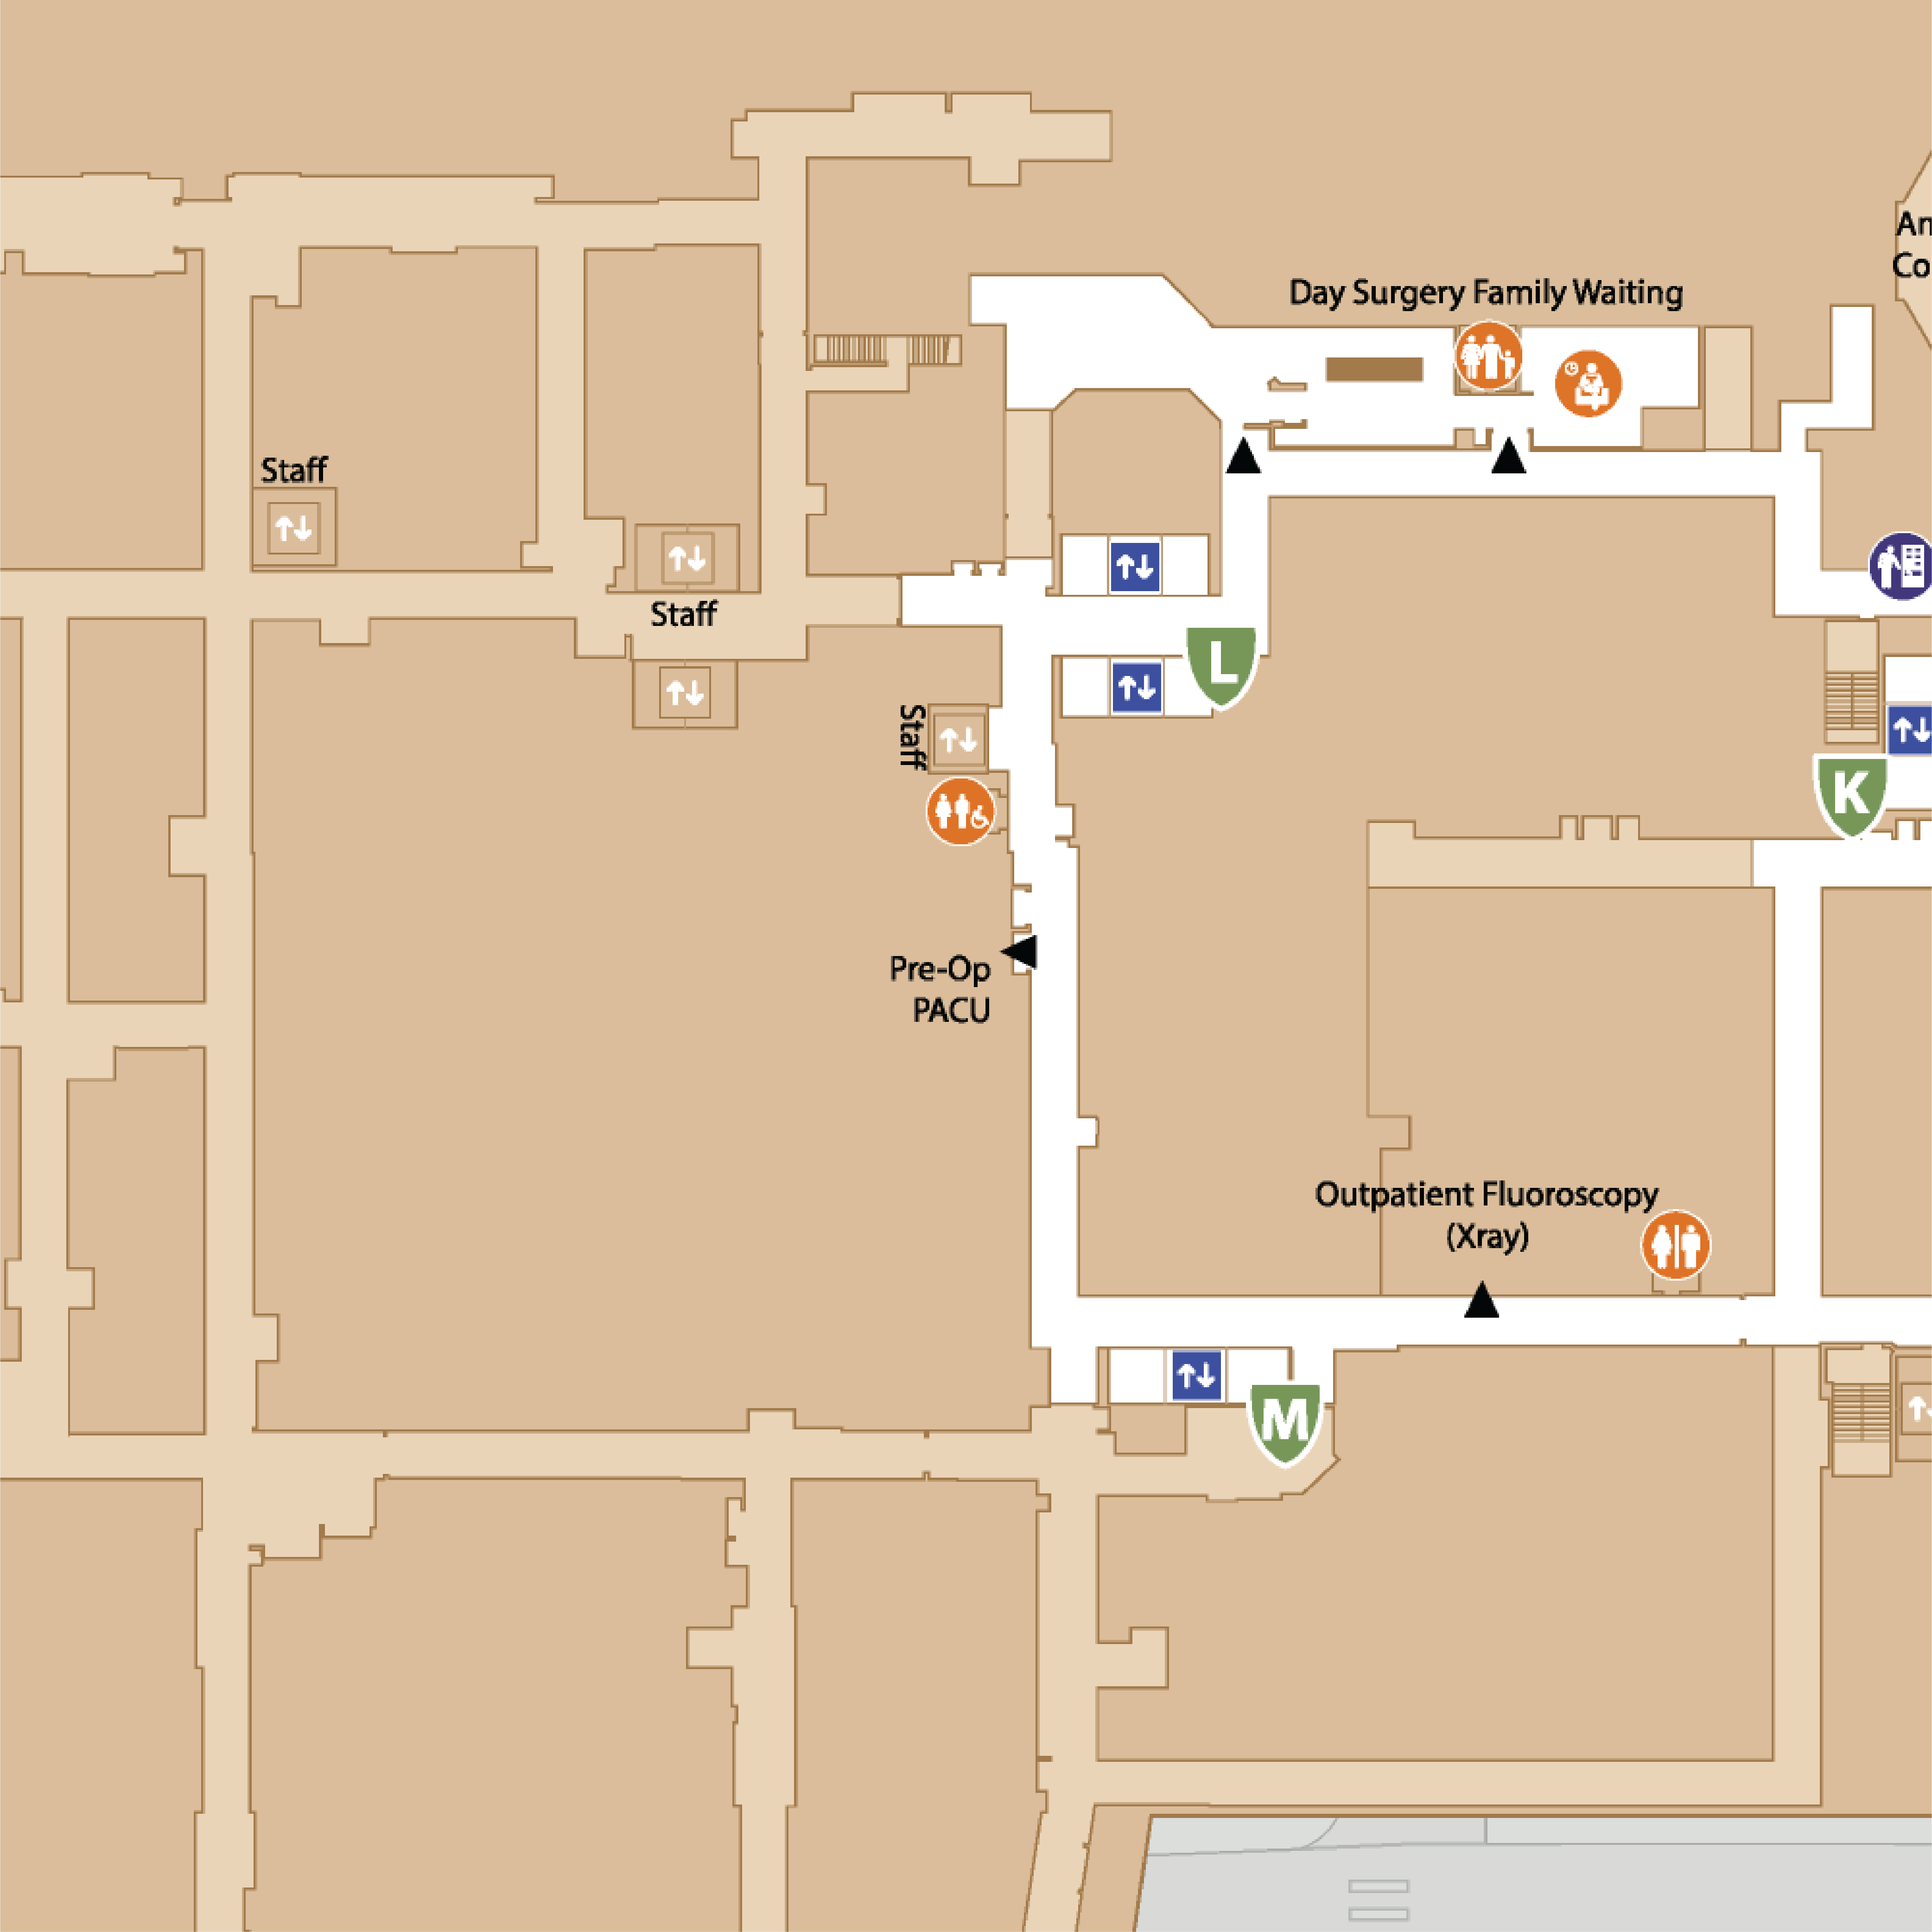 An
Co
Day Surgery Family Waiting
Staff
Staff
L
Staff
K
Pre-Op
PACU
Outpatient Fluoroscopy
(Xray)
M